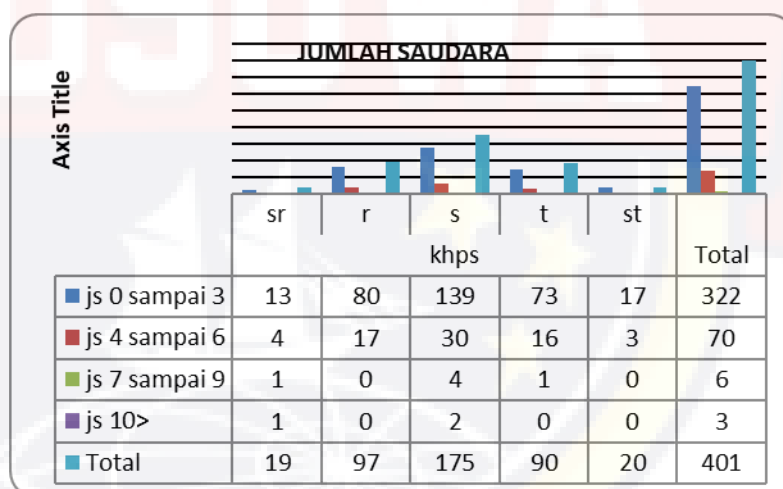 JUMLAH SAUDARA
Axis Title
sr r s t st
khps Total
js 0 sampai 3 13 80 139 73 17 322
js 4 sampai 6 4 17 30 16 3 70
js 7 sampai 9 1 0 4 1 0 6
js 10> 1 0 2 0 0 3
Total 19 97 175 90 20 401